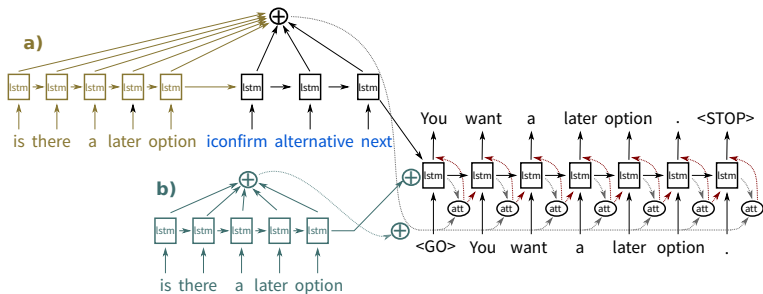 a)
lstm lstm lstm lstm lstm lstm lstm lstm
is there a later option iconfirm alternative next
You want a later option . <STOP>
lstm lstm lstm lstm lstm lstm lstm
att att att att att att att
<GO> You want a later option .
b)
lstm lstm lstm lstm lstm
is there a later option